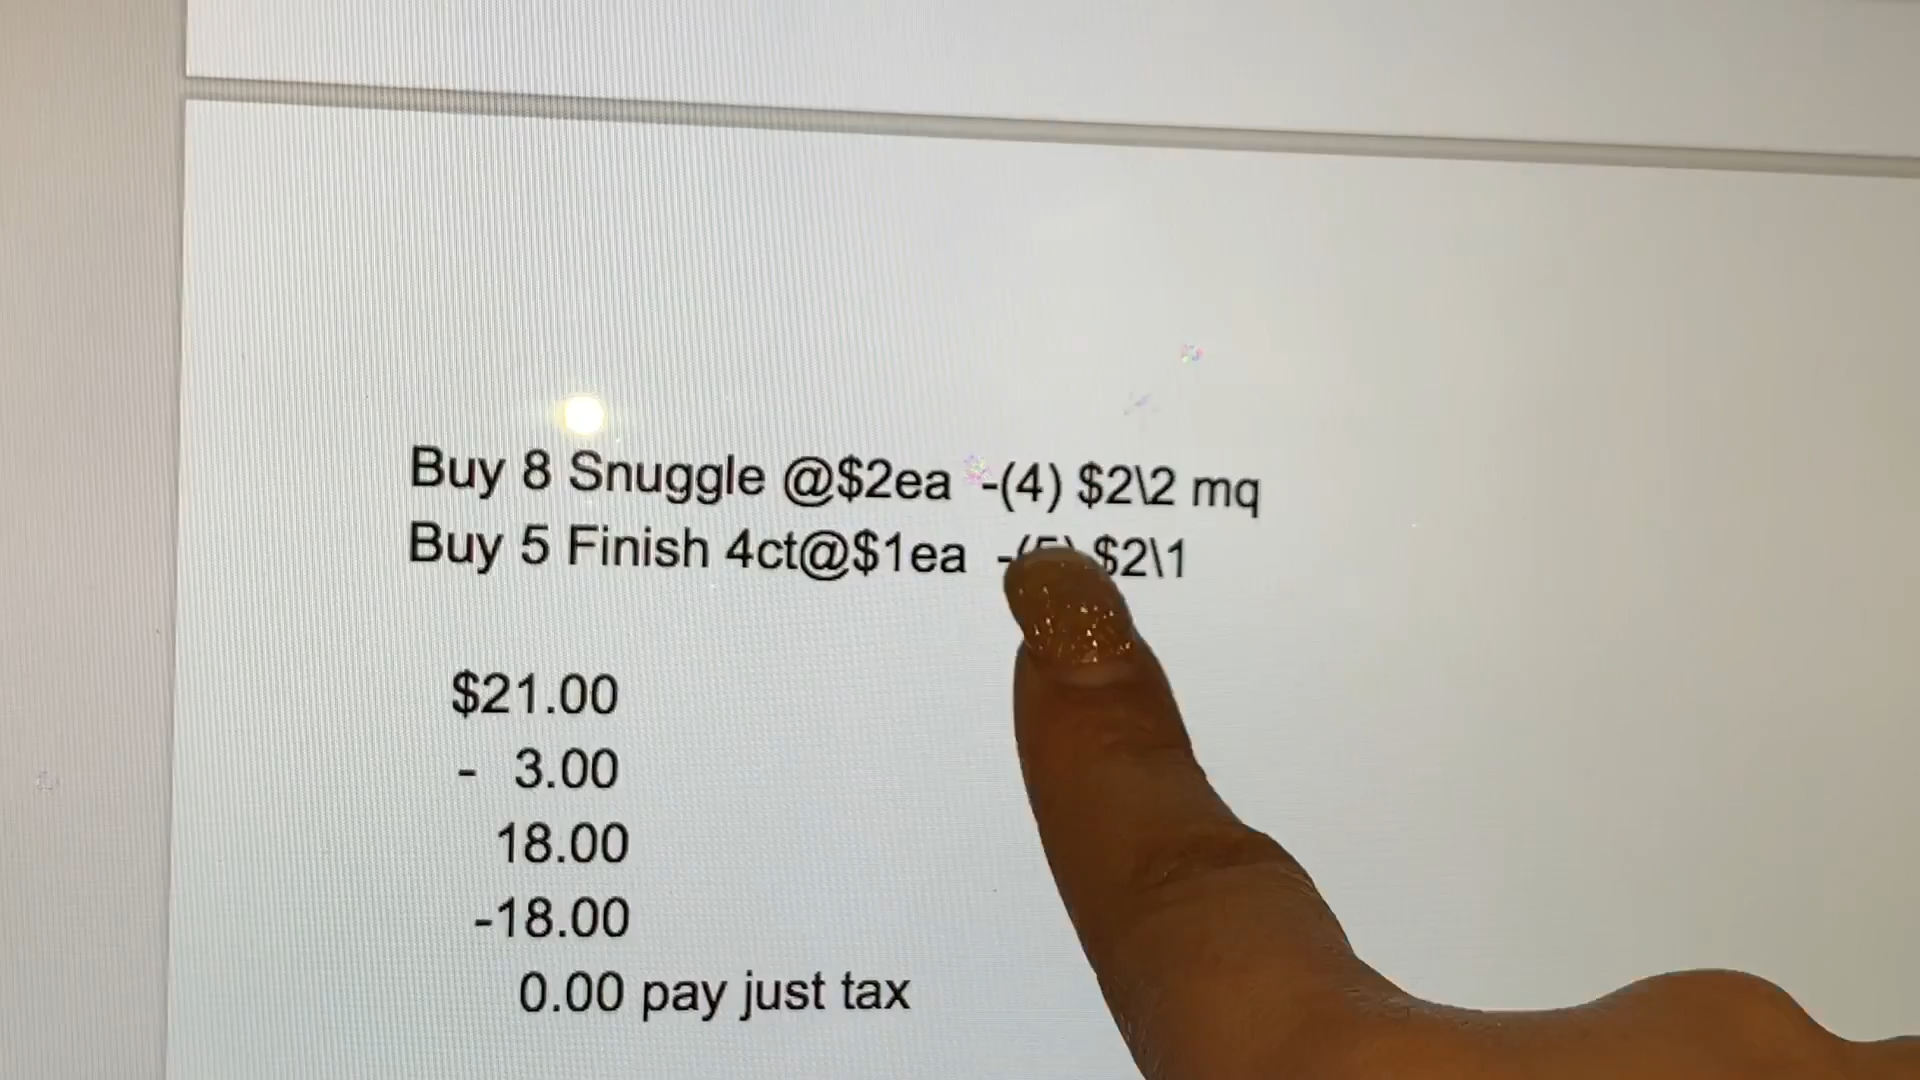 Buy 8 Snuggle @$2ea -(4) $2\2 mq
Buy 5 Finish 4ct@$1ea -(5) $2\1
$21.00
- 3.00
18.00
-18.00
0.00 pay just tax